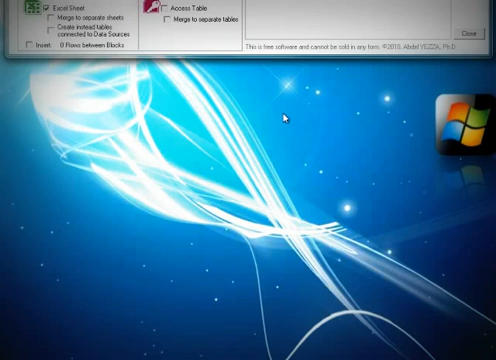 Excel Sheet
Merge to separate sheets
Create instead tables
connected to Data Sources
Insert: 0 Rows between Blocks
Access Table
Merge to separate tables
This is free software and cannot be sold in any form. ©2010, Abdel YEZZA, Ph.D
Close